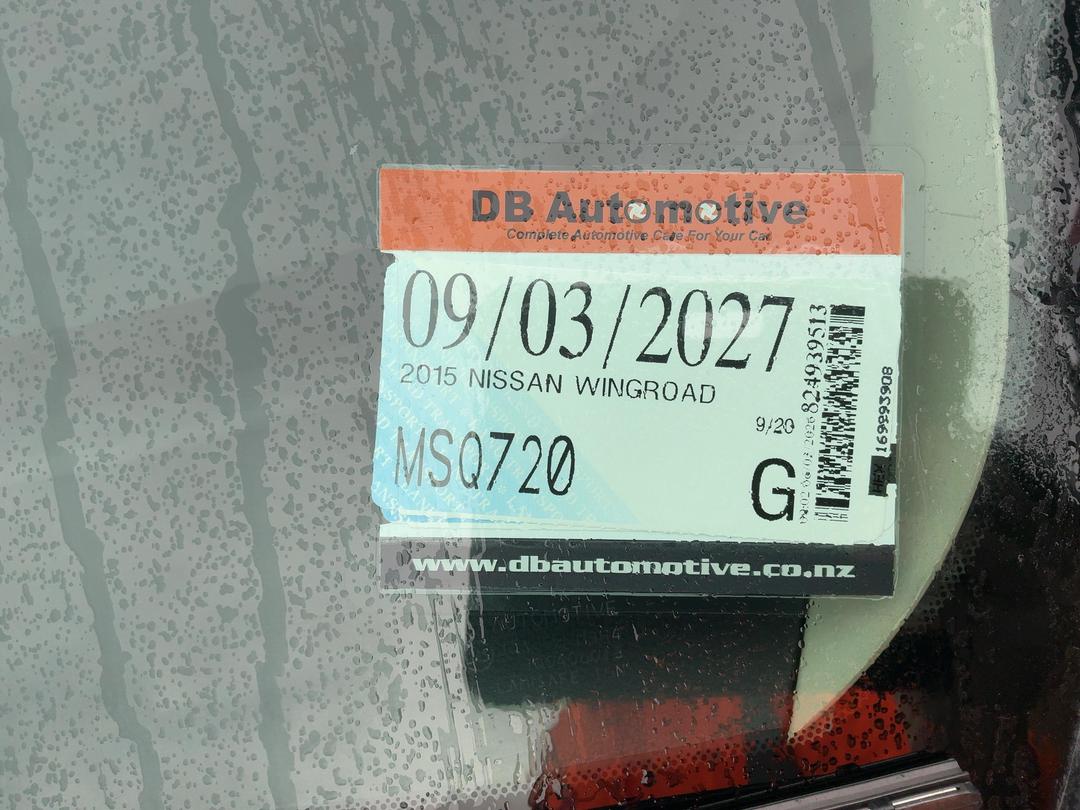 DB Automotive
Complete Automotive Care For Your Car
09/03/2027
2015 NISSAN WINGROAD
9/20
MSQ720
G
824939513
169893908
www.dbautomotive.co.nz